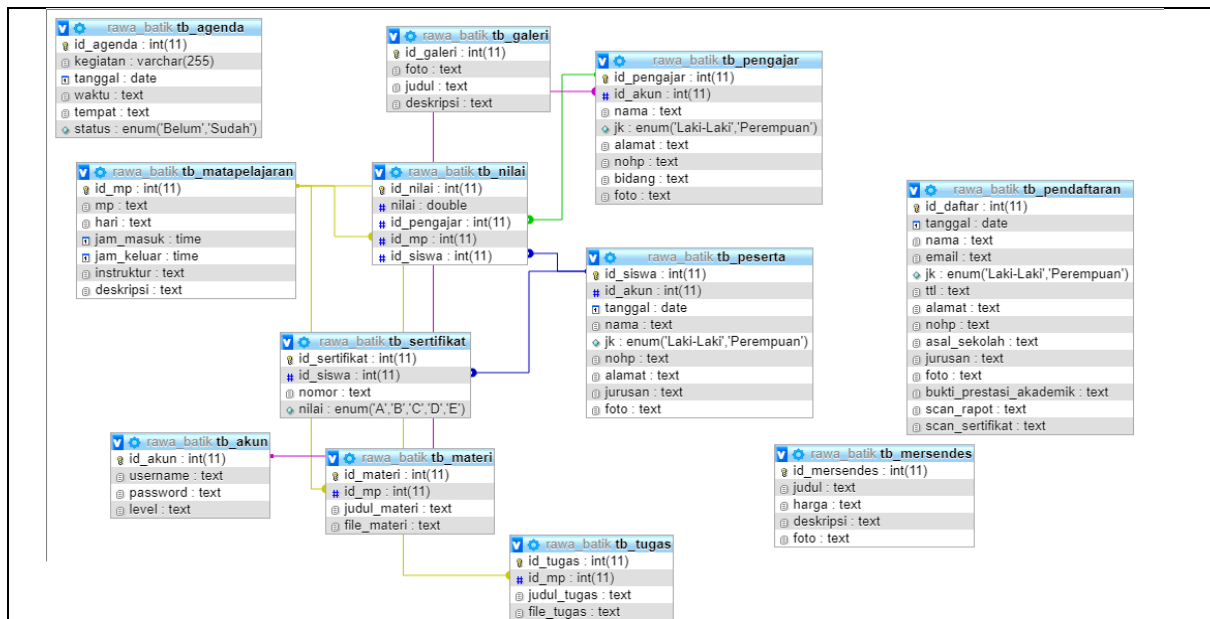 rawa_batik tb_agenda
id_agenda : int(11)
kegiatan : varchar(255)
tanggal : date
waktu : text
tempat : text
status : enum('Belum','Sudah')
rawa_batik tb_galeri
id_galeri : int(11)
foto : text
judul : text
deskripsi : text
rawa_batik tb_pengajar
id_pengajar : int(11)
id_akun : int(11)
nama : text
jk : enum('Laki-Laki','Perempuan')
alamat : text
nohp : text
bidang : text
foto : text
rawa_batik tb_matapelajaran
id_mp : int(11)
mp : text
hari : text
jam_masuk : time
jam_keluar : time
instruktur : text
deskripsi : text
rawa_batik tb_nilai
id_nilai : int(11)
nilai : double
id_pengajar : int(11)
id_mp : int(11)
id_siswa : int(11)
rawa_batik tb_pendaftaran
id_daftar : int(11)
tanggal : date
nama : text
email : text
jk : enum('Laki-Laki','Perempuan')
ttl : text
alamat : text
nohp : text
asal_sekolah : text
jurusan : text
foto : text
bukti_prestasi_akademik : text
scan_rapot : text
scan_sertifikat : text
rawa_batik tb_peserta
id_siswa : int(11)
id_akun : int(11)
tanggal : date
nama : text
jk : enum('Laki-Laki','Perempuan')
nohp : text
alamat : text
jurusan : text
foto : text
rawa_batik tb_sertifikat
id_sertifikat : int(11)
id_siswa : int(11)
nomor : text
nilai : enum('A','B','C','D','E')
rawa_batik tb_akun
id_akun : int(11)
username : text
password : text
level : text
rawa_batik tb_materi
id_materi : int(11)
id_mp : int(11)
judul_materi : text
file_materi : text
rawa_batik tb_mersendes
id_mersendes : int(11)
judul : text
harga : text
deskripsi : text
foto : text
rawa_batik tb_tugas
id_tugas : int(11)
id_mp : int(11)
judul_tugas : text
file_tugas : text